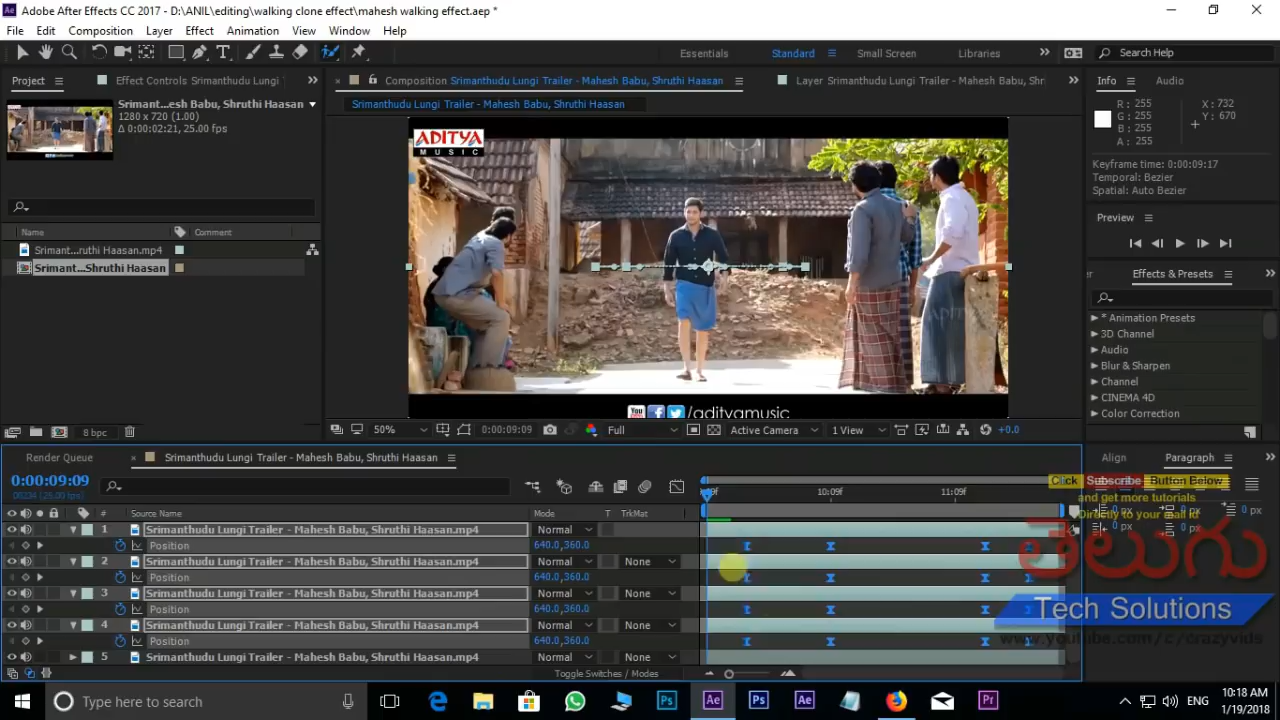 Adobe After Effects CC 2017 - D:\ANIL\editing\walking clone effect\mahesh walking effect.aep *
File Edit Composition Layer Effect Animation View Window Help
Essentials Standard Small Screen Libraries Search Help
Project Effect Controls Srimanthudu Lungi Composition Srimanthudu Lungi Trailer - Mahesh Babu, Shruthi Haasan Layer Srimanthudu Lungi Trailer - Mahesh Babu, Shri Info Audio
Srimant...esh Babu, Shruthi Haasan
1280 x 720 (1.00)
Δ 0:00:02:21, 25.00 fps
Srimanthudu Lungi Trailer - Mahesh Babu, Shruthi Haasan
ADITYA
MUSIC
R : 255
G : 255
B : 255
A : 255
X : 732
Y : 670
Keyframe time: 0:00:09:17
Temporal: Bezier
Spatial: Auto Bezier
Preview
Name Comment
Srimant...ruthi Haasan.mp4
Srimant...Shruthi Haasan
Effects & Presets
* Animation Presets
3D Channel
Audio
Blur & Sharpen
Channel
CINEMA 4D
Color Correction
You /adityamusic
8 bpc 50% 0:00:09:09 Full Active Camera 1 View +0.0
Render Queue Srimanthudu Lungi Trailer - Mahesh Babu, Shruthi Haasan Align Paragraph
0:00:09:09
00234 (25.00 fps)
10:09f 11:09f
Click Subscribe Button Below
and get more tutorials
Directly to your mail id
0 px
Source Name Mode T TrkMat
1 Srimanthudu Lungi Trailer - Mahesh Babu, Shruthi Haasan.mp4 Normal
Position 640.0,360.0
2 Srimanthudu Lungi Trailer - Mahesh Babu, Shruthi Haasan.mp4 Normal None
Position 640.0,360.0
3 Srimanthudu Lungi Trailer - Mahesh Babu, Shruthi Haasan.mp4 Normal None
Position 640.0,360.0
4 Srimanthudu Lungi Trailer - Mahesh Babu, Shruthi Haasan.mp4 Normal None
Position 640.0,360.0
5 Srimanthudu Lungi Trailer - Mahesh Babu, Shruthi Haasan.mp4 Normal None
తెలుగు
Tech Solutions
www.youtube.com/c/crazyvids
Toggle Switches / Modes
Type here to search
ENG
10:18 AM
1/19/2018